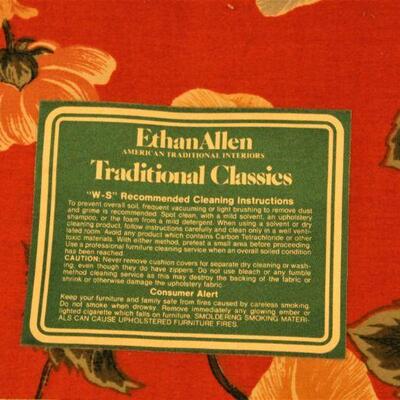 Ethan Allen
AMERICAN TRADITIONAL INTERIORS
Traditional Classics
"W-S" Recommended Cleaning Instructions
To prevent overall soil, frequent vacuuming or light brushing to remove dust
and grime is recommended. Spot clean, with a mild solvent, an upholstery
shampoo, or the foam from a mild detergent. When using a solvent or dry
cleaning product, follow instructions carefully and clean only in a well venti-
lated room. Avoid any product which contains Carbon Tetrachloride or other
toxic materials. With either method, pretest a small area before proceeding.
Use a professional furniture cleaning service when an overall soiled condition
has been reached.
CAUTION: Never remove cushion covers for separate dry cleaning or wash-
ing, even though they do have zippers. Do not use bleach or any fumble
method cleaning service as this may destroy the backing of the fabric or
shrink or otherwise damage the upholstery fabric.
Consumer Alert
Keep your furniture and family safe from fires caused by careless smoking.
Do not smoke when drowsy. Remove immediately any glowing ember or
lighted cigarette which falls on furniture. SMOLDERING SMOKING MATERI-
ALS CAN CAUSE UPHOLSTERED FURNITURE FIRES.